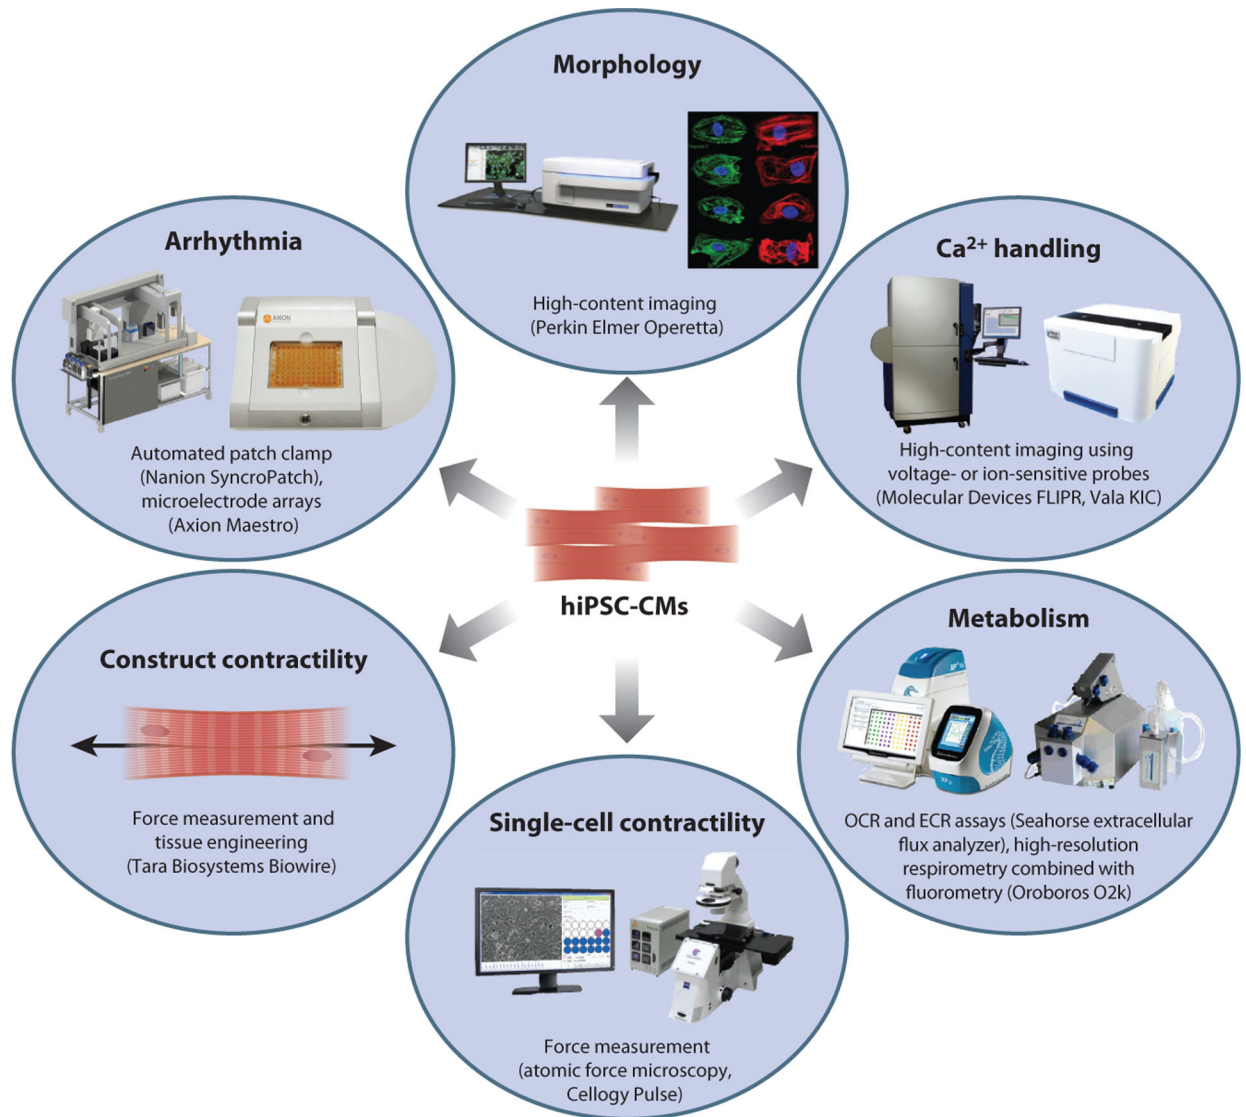 Morphology
High-content imaging
(Perkin Elmer Operetta)
Arrhythmia
AXION
Automated patch clamp
(Nanion SyncroPatch),
microelectrode arrays
(Axion Maestro)
Ca²⁺ handling
High-content imaging using
voltage- or ion-sensitive probes
(Molecular Devices FLIPR, Vala KIC)
hiPSC-CMs
Construct contractility
Force measurement and
tissue engineering
(Tara Biosystems Biowire)
Single-cell contractility
Force measurement
(atomic force microscopy,
Cellogy Pulse)
Metabolism
OCR and ECR assays (Seahorse extracellular
flux analyzer), high-resolution
respirometry combined with
fluorometry (Oroboros O2k)